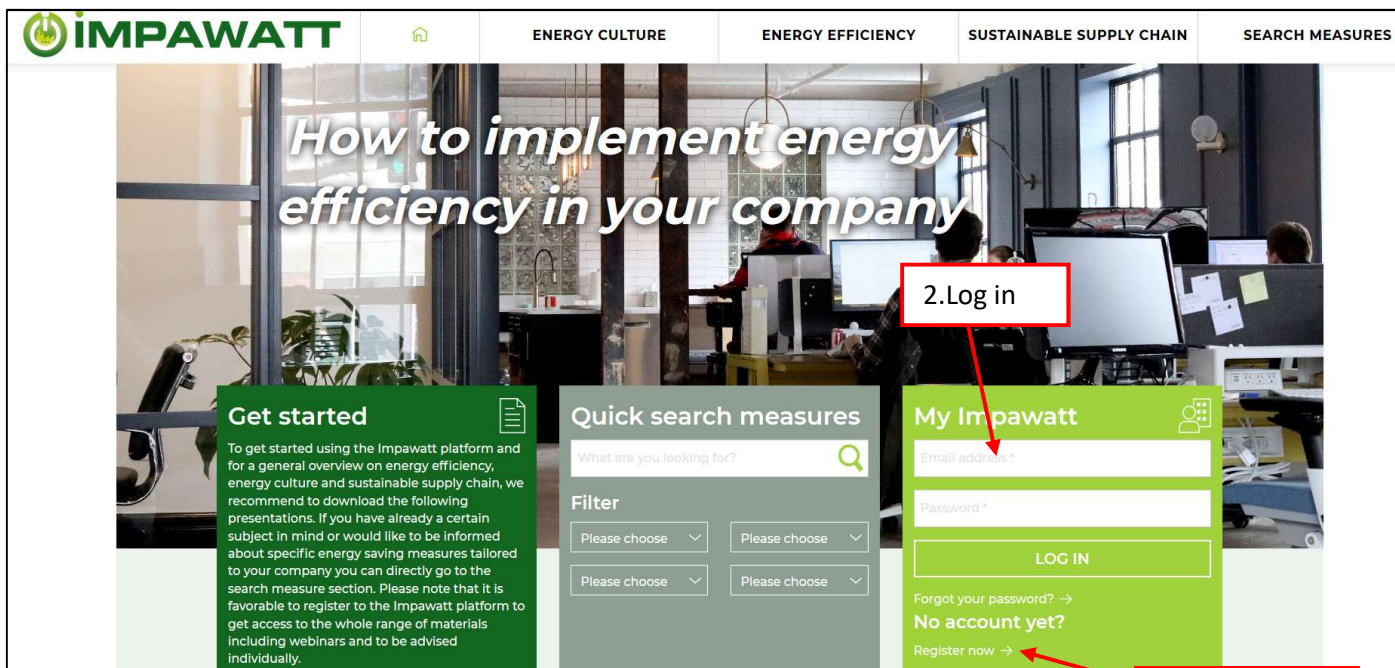 iMPAWATT
ENERGY CULTURE
ENERGY EFFICIENCY
SUSTAINABLE SUPPLY CHAIN
SEARCH MEASURES
How to implement energy
efficiency in your company
2.Log in
Get started
To get started using the Impawatt platform and
for a general overview on energy efficiency,
energy culture and sustainable supply chain, we
recommend to download the following
presentations. If you have already a certain
subject in mind or would like to be informed
about specific energy saving measures tailored
to your company you can directly go to the
search measure section. Please note that it is
favorable to register to the Impawatt platform to
get access to the whole range of materials
including webinars and to be advised
individually.
Quick search measures
What are you looking for?
Filter
Please choose
Please choose
Please choose
Please choose
My Impawatt
Email address *
Password *
LOG IN
Forgot your password? →
No account yet?
Register now →